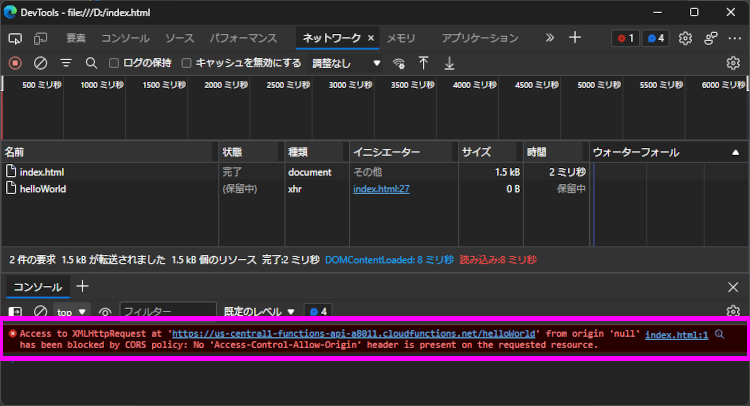 DevTools - file:///D:/index.html
要素 コンソール ソース パフォーマンス ネットワーク メモリ アプリケーション 1 4
ログの保持 キャッシュを無効にする 調整なし
500 ミリ秒 1000 ミリ秒 1500 ミリ秒 2000 ミリ秒 2500 ミリ秒 3000 ミリ秒 3500 ミリ秒 4000 ミリ秒 4500 ミリ秒 5000 ミリ秒 5500 ミリ秒 6000 ミリ秒
名前 状態 種類 イニシエーター サイズ 時間 ウォーターフォール
index.html 完了 document その他 1.5 kB 2 ミリ秒
helloWorld (保留中) xhr index.html:27 0 B 保留中
2 件の要求 1.5 kB が転送されました 1.5 kB 個のリソース 完了:2 ミリ秒 DOMContentLoaded: 8 ミリ秒 読み込み:8 ミリ秒
コンソール
top フィルター 既定のレベル 4
Access to XMLHttpRequest at 'https://us-central1-functions-api-a8011.cloudfunctions.net/helloWorld' from origin 'null' index.html:1
has been blocked by CORS policy: No 'Access-Control-Allow-Origin' header is present on the requested resource.